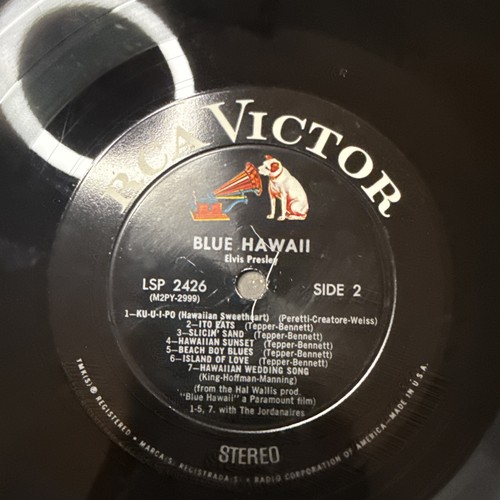 RCA VICTOR
BLUE HAWAII
Elvis Presley
LSP 2426
(M2PY-2999)
SIDE 2
1—KU-U-I-PO (Hawaiian Sweetheart) (Peretti-Creatore-Weiss)
2—ITO EATS (Tepper-Bennett)
3—SLICIN' SAND (Tepper-Bennett)
4—HAWAIIAN SUNSET (Tepper-Bennett)
5—BEACH BOY BLUES (Tepper-Bennett)
6—ISLAND OF LOVE (Tepper-Bennett)
7—HAWAIIAN WEDDING SONG
(King-Hoffman-Manning)
(from the Hal Wallis prod.
"Blue Hawaii" a Paramount film)
1-5, 7. with The Jordanaires
STEREO
TMK(S) ® REGISTERED • MARCA(S) REGISTRADA(S) • RADIO CORPORATION OF AMERICA—MADE IN U.S.A.